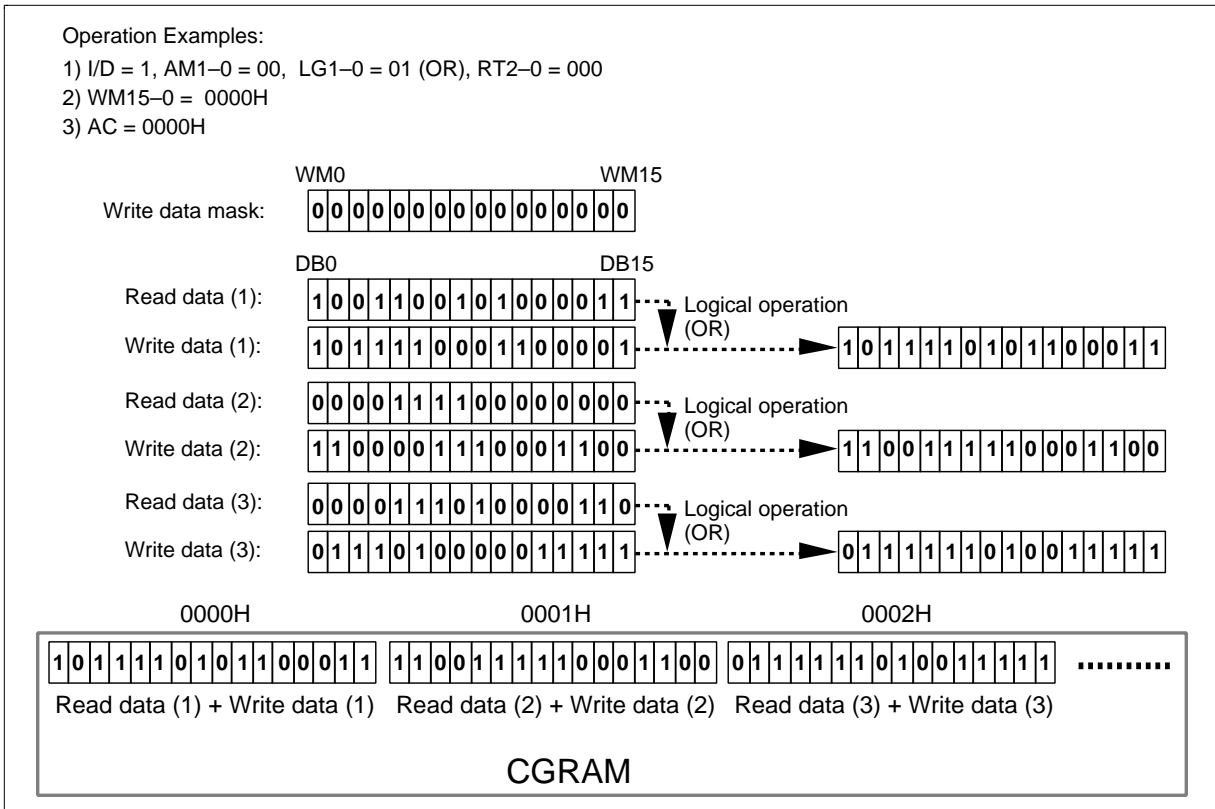 Operation Examples:
1) I/D = 1, AM1–0 = 00, LG1–0 = 01 (OR), RT2–0 = 000
2) WM15–0 = 0000H
3) AC = 0000H
WM0 WM15
Write data mask: 0 0 0 0 0 0 0 0 0 0 0 0 0 0 0 0
DB0 DB15
Read data (1): 1 0 0 1 1 0 0 1 0 1 0 0 0 0 1 1
Logical operation
(OR)
Write data (1): 1 0 1 1 1 1 0 0 0 1 1 0 0 0 0 1 1 0 1 1 1 1 0 1 0 1 1 0 0 0 1 1
Read data (2): 0 0 0 0 1 1 1 1 0 0 0 0 0 0 0 0
Logical operation
(OR)
Write data (2): 1 1 0 0 0 0 1 1 1 0 0 0 1 1 0 0 1 1 0 0 1 1 1 1 1 0 0 0 1 1 0 0
Read data (3): 0 0 0 0 1 1 1 0 1 0 0 0 0 1 1 0
Logical operation
(OR)
Write data (3): 0 1 1 1 0 1 0 0 0 0 0 1 1 1 1 1 0 1 1 1 1 1 1 0 1 0 0 1 1 1 1 1
0000H 0001H 0002H
1 0 1 1 1 1 0 1 0 1 1 0 0 0 1 1 1 1 0 0 1 1 1 1 1 0 0 0 1 1 0 0 0 1 1 1 1 1 1 0 1 0 0 1 1 1 1 1
Read data (1) + Write data (1) Read data (2) + Write data (2) Read data (3) + Write data (3)
CGRAM